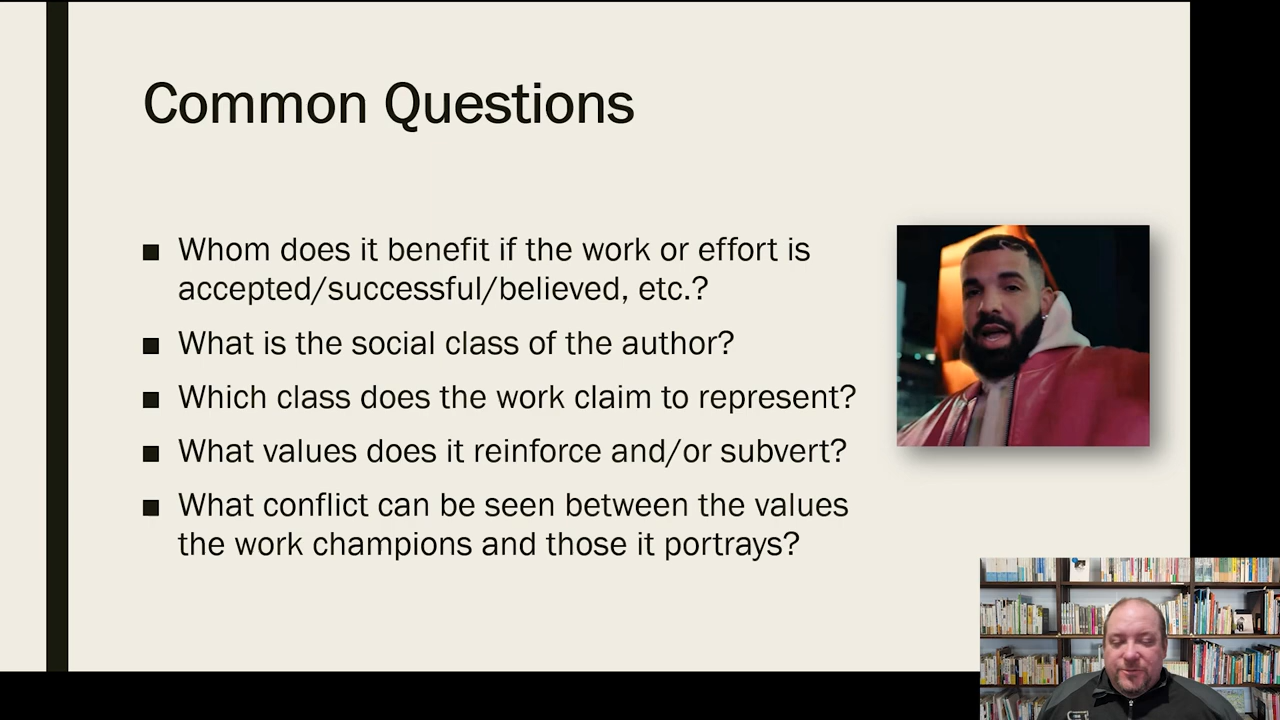 Common Questions
Whom does it benefit if the work or effort is
accepted/successful/believed, etc.?
What is the social class of the author?
Which class does the work claim to represent?
What values does it reinforce and/or subvert?
What conflict can be seen between the values
the work champions and those it portrays?